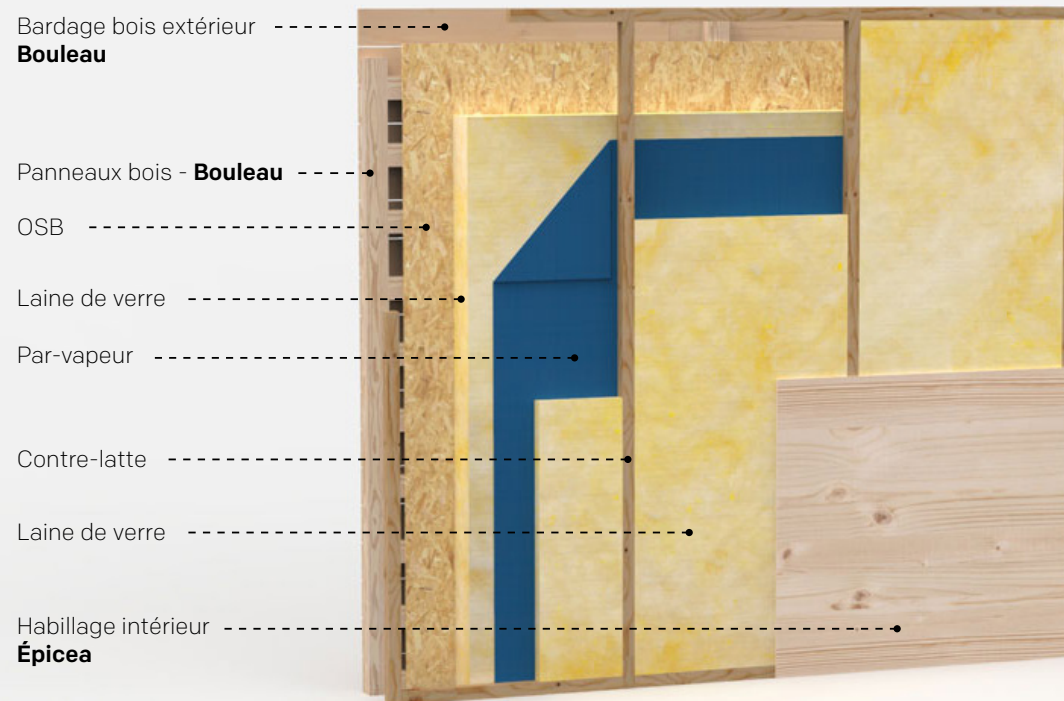 Bardage bois extérieur
Bouleau
Panneaux bois - Bouleau
OSB
Laine de verre
Par-vapeur
Contre-latte
Laine de verre
Habillage intérieur
Épicea